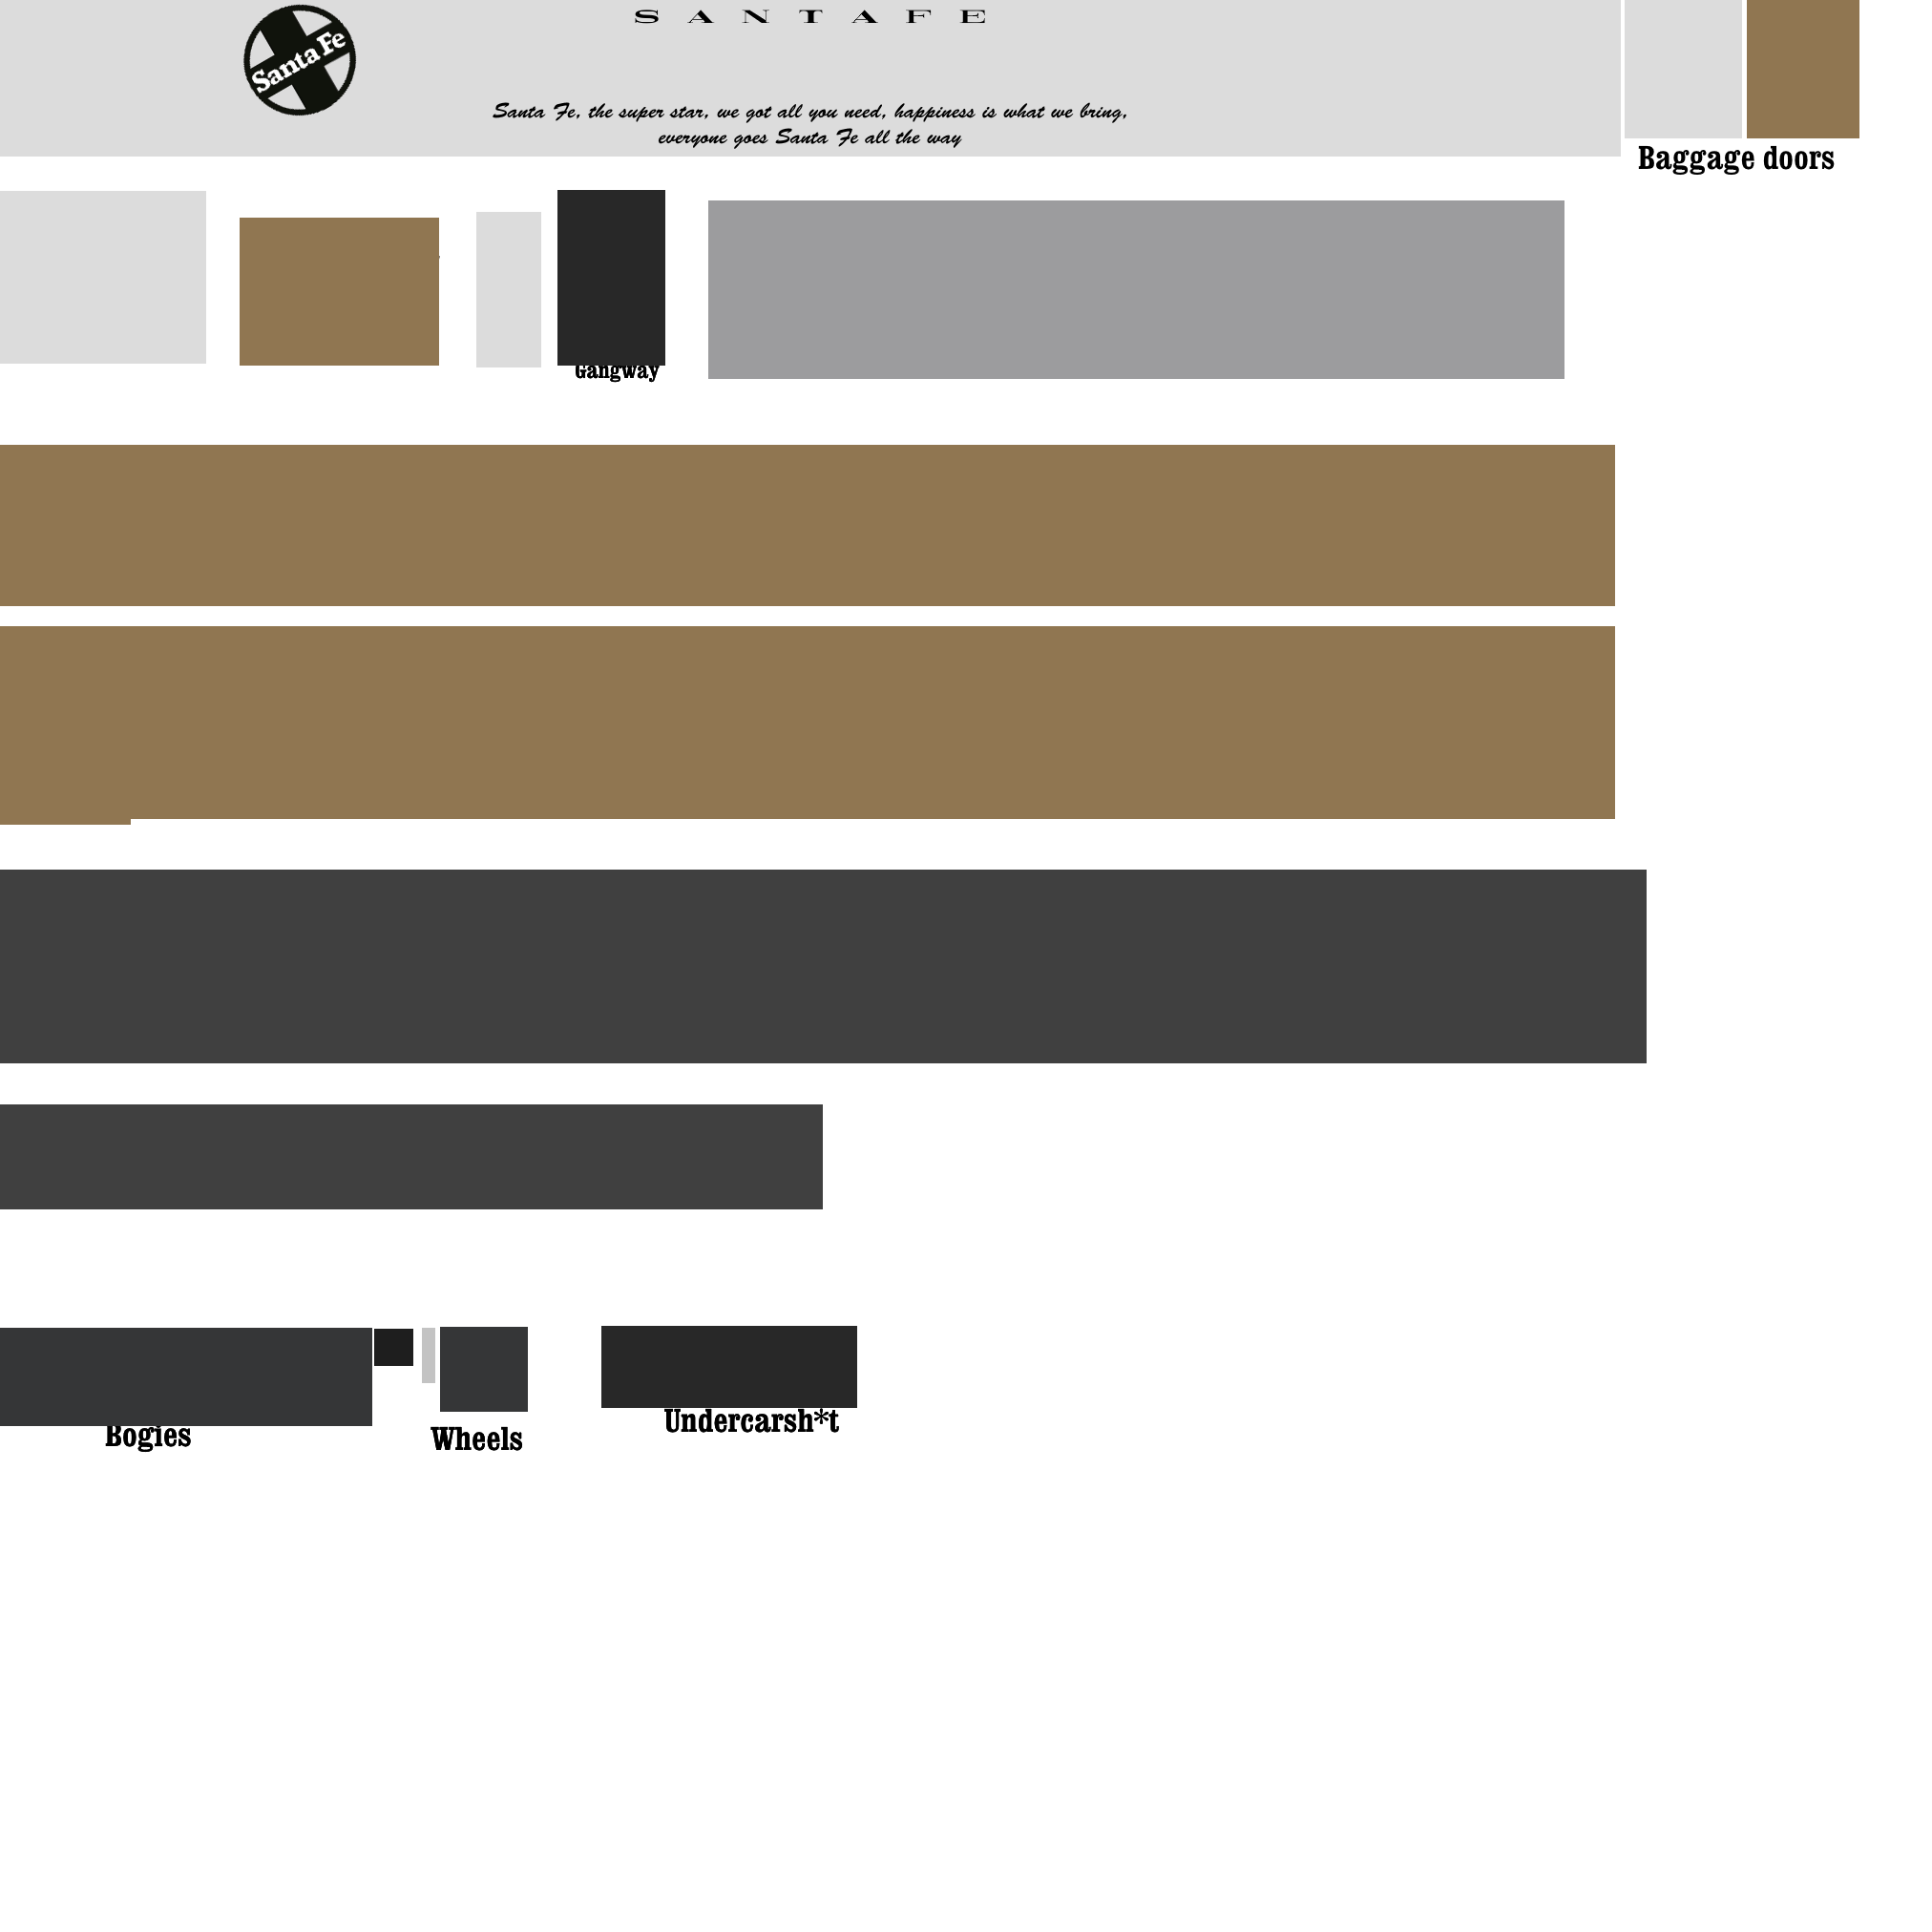 S A N T A F E
Santa Fe
Santa Fe, the super star, we got all you need, happiness is what we bring,
everyone goes Santa Fe all the way
Baggage doors
Gangway
Bogies
Wheels
Undercarsh*t